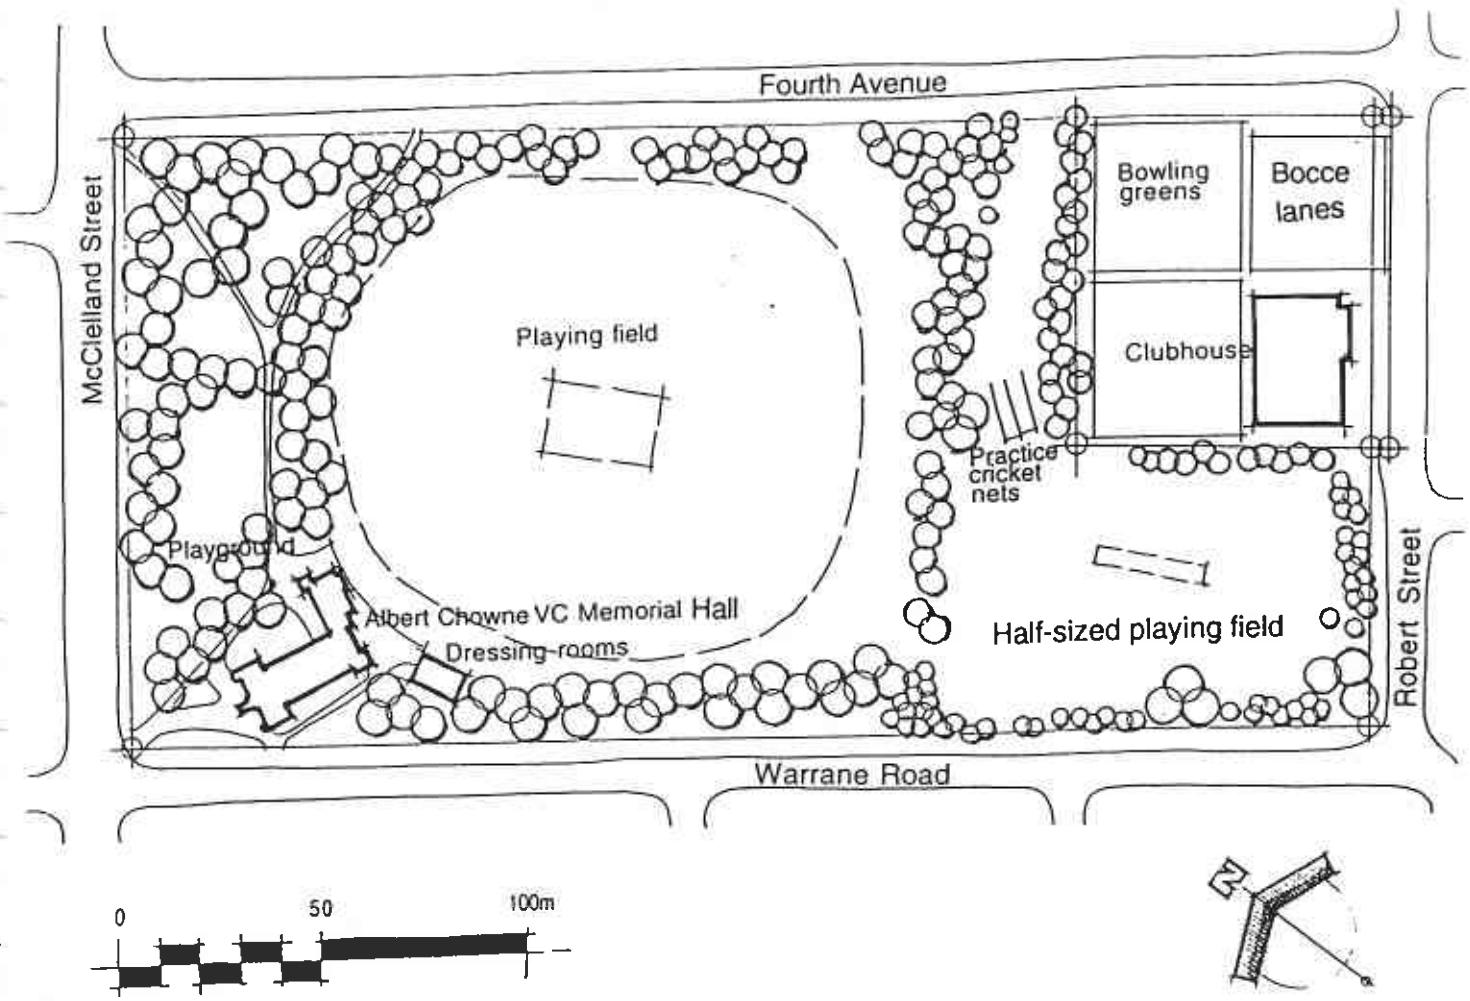 Fourth Avenue
McClelland Street
Bowling
greens
Bocce
lanes
Playing field
Clubhouse
Practice
cricket
nets
Playground
Albert Chowne VC Memorial Hall
Dressing-rooms
Half-sized playing field
Robert Street
Warrane Road
0
50
100m
N